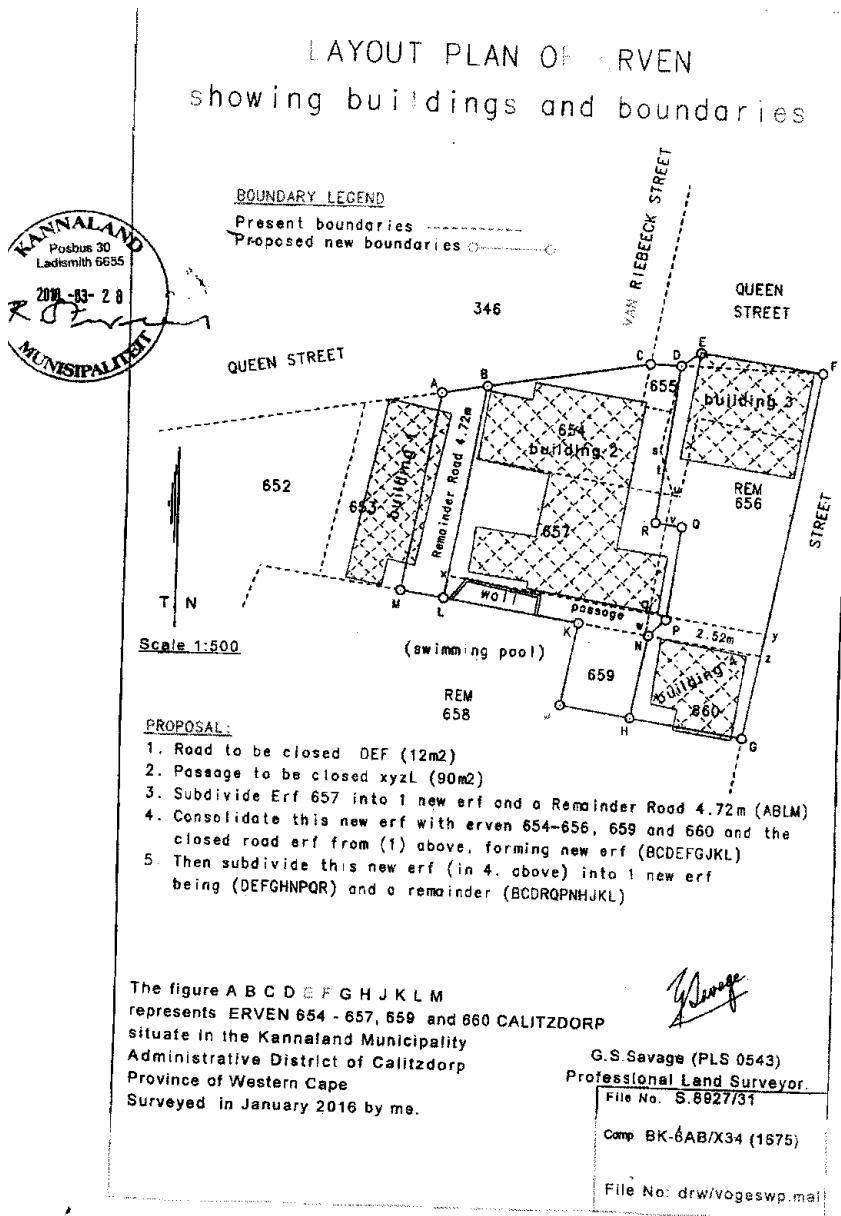 LAYOUT PLAN OF ERVEN
showing buildings and boundaries
BOUNDARY LEGEND
Present boundaries
Proposed new boundaries
KANNALAND
Posbus 30
Ladismith 6655
-03- 28
MUNISIPALITEIT
346
VAN RIEBEECK STREET
QUEEN
STREET
QUEEN STREET
A
B
C
D
E
F
655
building 3
654
building 2
s
t
652
653
building
Remainder Road 4.72m
657
REM
656
STREET
R
v
Q
x
wall
passage
q
w
P
2.52m
y
z
M
L
K
N
T N
Scale 1:500
(swimming pool)
659
building 4
660
REM
658
H
G
PROPOSAL:
1. Road to be closed DEF (12m2)
2. Passage to be closed xyzL (90m2)
3. Subdivide Erf 657 into 1 new erf and a Remainder Road 4.72m (ABLM)
4. Consolidate this new erf with erven 654-656, 659 and 660 and the
closed road erf from (1) above, forming new erf (BCDEFGJKL)
5 Then subdivide this new erf (in 4. above) into 1 new erf
being (DEFGHNPQR) and a remainder (BCDRQPNHJKL)
The figure A B C D E F G H J K L M
represents ERVEN 654 - 657, 659 and 660 CALITZDORP
situate in the Kannaland Municipality
Administrative District of Calitzdorp
Province of Western Cape
Surveyed in January 2016 by me.
G.S.Savage (PLS 0543)
Professional Land Surveyor.
File No. S.8927/31
Comp BK-6AB/X34 (1675)
File No: drw/vogeswp.mal